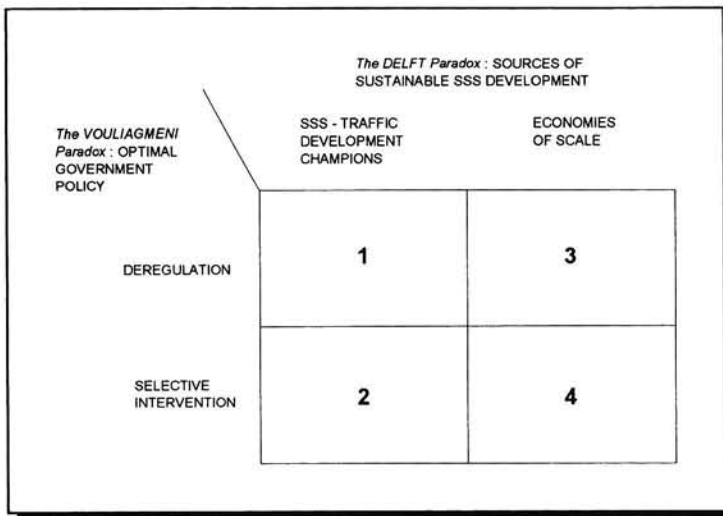 The DELFT Paradox : SOURCES OF
SUSTAINABLE SSS DEVELOPMENT
The VOULIAGMENI
Paradox : OPTIMAL
GOVERNMENT
POLICY
SSS - TRAFFIC
DEVELOPMENT
CHAMPIONS
ECONOMIES
OF SCALE
DEREGULATION
1
3
SELECTIVE
INTERVENTION
2
4